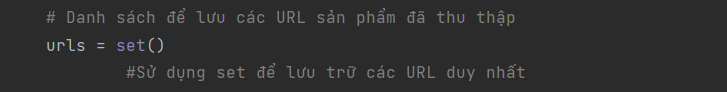 # Danh sách để lưu các URL sản phẩm đã thu thập
urls = set()
#Sử dụng set để lưu trữ các URL duy nhất